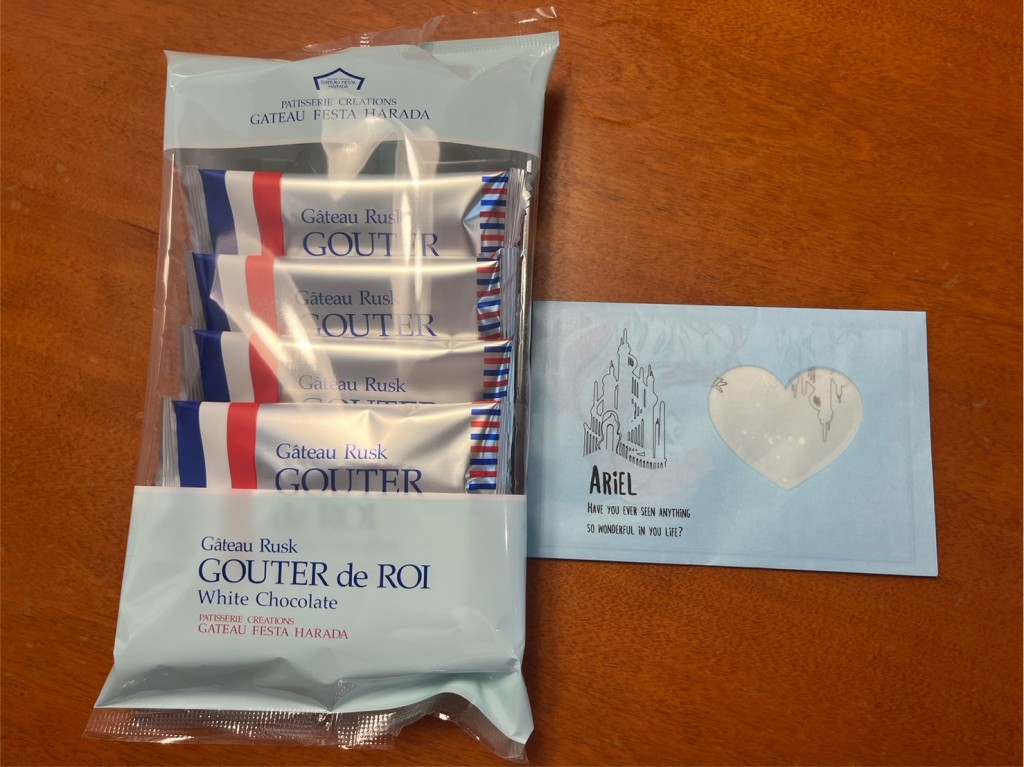 GATEAU FESTA
HARADA
PATISSERIE CREATIONS
GATEAU FESTA HARADA
Gâteau Rusk
GOUTER
Gâteau Rusk
GOUTER
Gâteau Rusk
GOUTER
Gâteau Rusk
GOUTER
Gâteau Rusk
GOUTER de ROI
White Chocolate
PATISSERIE CREATIONS
GATEAU FESTA HARADA
ARIEL
HAVE YOU EVER SEEN ANYTHING
SO WONDERFUL IN YOU LIFE?